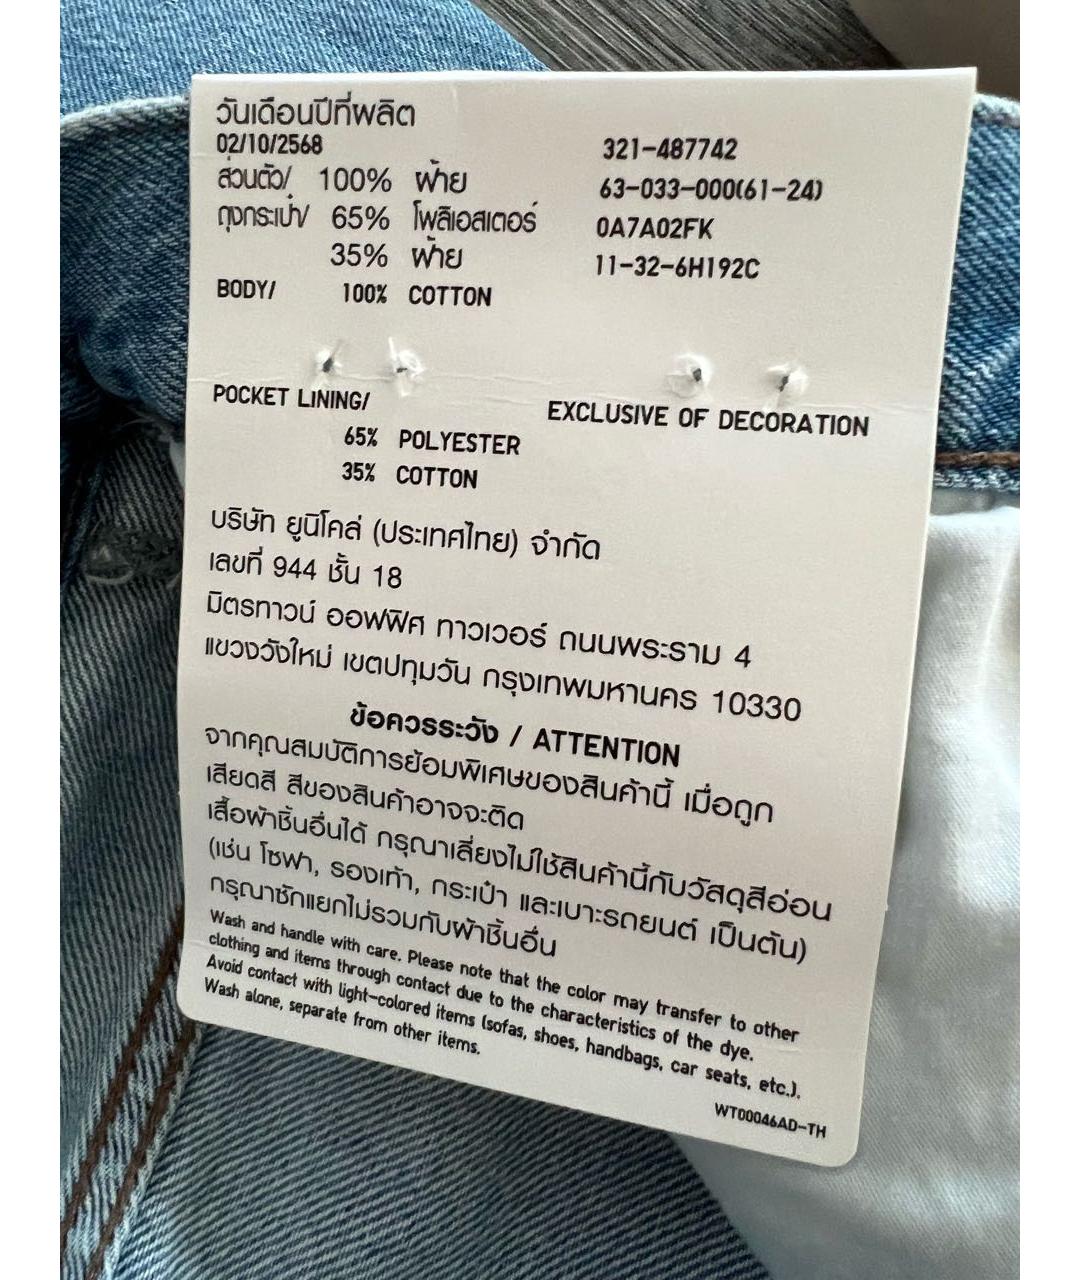 วันเดือนปีที่ผลิต
02/10/2568
321-487742
ส่วนตัว/ 100% ฝ้าย
63-033-000(61-24)
ถุงกระเป๋า/ 65% โพลิเอสเตอร์
0A7A02FK
35% ฝ้าย
11-32-6H192C
BODY/ 100% COTTON
POCKET LINING/
EXCLUSIVE OF DECORATION
65% POLYESTER
35% COTTON
บริษัท ยูนิโคล่ (ประเทศไทย) จำกัด
เลขที่ 944 ชั้น 18
มิตรทาวน์ ออฟฟิศ ทาวเวอร์ ถนนพระราม 4
แขวงวังใหม่ เขตปทุมวัน กรุงเทพมหานคร 10330
ข้อควรระวัง / ATTENTION
จากคุณสมบัติการย้อมพิเศษของสินค้านี้ เมื่อถูก
เสียดสี สีของสินค้าอาจจะติด
เสื้อผ้าชิ้นอื่นได้ กรุณาเลี่ยงไม่ใช้สินค้านี้กับวัสดุสีอ่อน
(เช่น โซฟา, รองเท้า, กระเป๋า และเบาะรถยนต์ เป็นต้น)
กรุณาซักแยกไม่รวมกับผ้าชิ้นอื่น
Wash and handle with care. Please note that the color may transfer to other
clothing and items through contact due to the characteristics of the dye.
Avoid contact with light-colored items (sofas, shoes, handbags, car seats, etc.).
Wash alone, separate from other items.
WT00046AD-TH